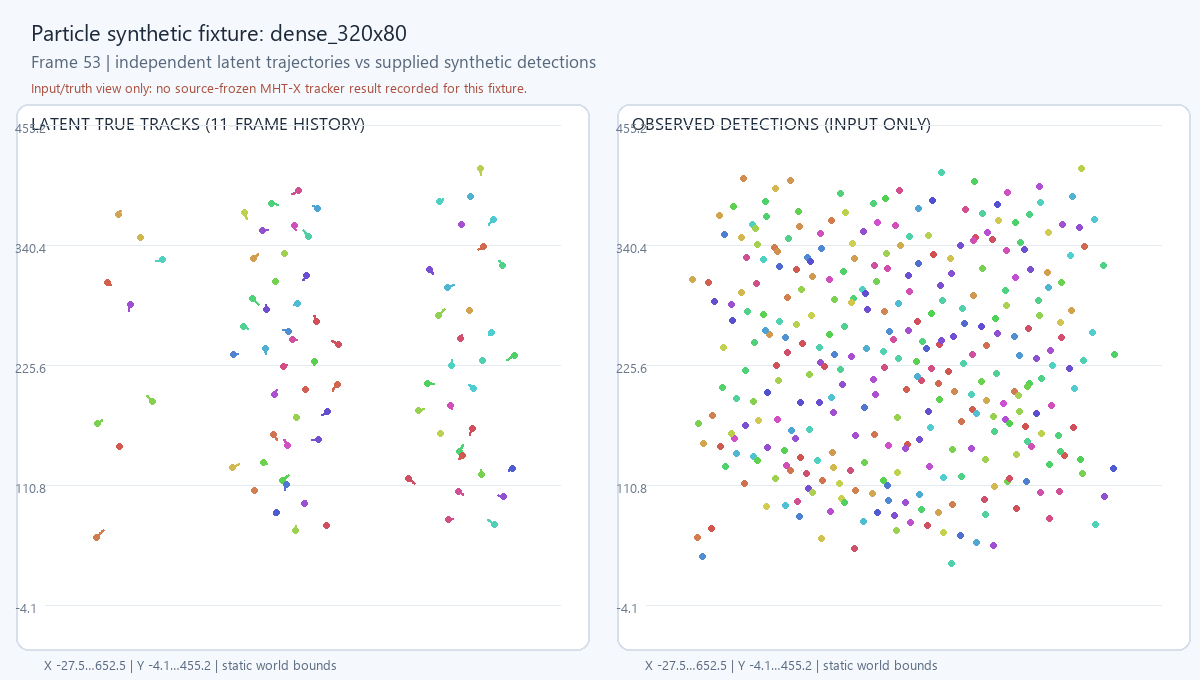 Particle synthetic fixture: dense_320x80
Frame 53 | independent latent trajectories vs supplied synthetic detections
Input/truth view only: no source-frozen MHT-X tracker result recorded for this fixture.
LATENT TRUE TRACKS (11-FRAME HISTORY)
455.2
340.4
225.6
110.8
-4.1
X -27.5...652.5 | Y -4.1...455.2 | static world bounds
OBSERVED DETECTIONS (INPUT ONLY)
455.2
340.4
225.6
110.8
-4.1
X -27.5...652.5 | Y -4.1...455.2 | static world bounds